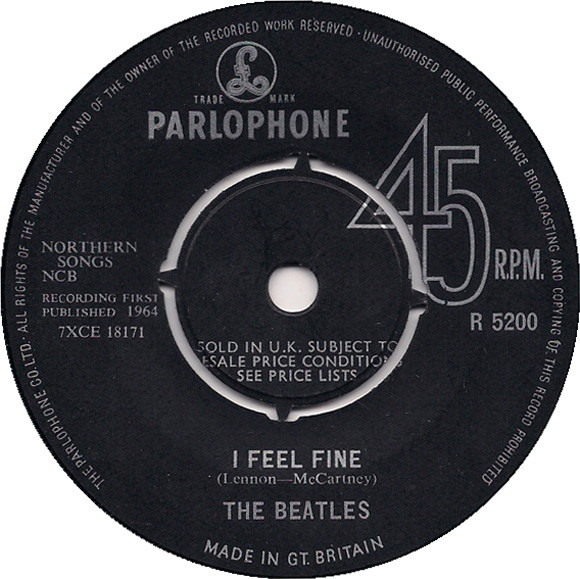 THE PARLOPHONE CO. LTD. · ALL RIGHTS OF THE MANUFACTURER AND OF THE OWNER OF THE RECORDED WORK RESERVED · UNAUTHORISED PUBLIC PERFORMANCE BROADCASTING AND COPYING OF THIS RECORD PROHIBITED
£
TRADE MARK
PARLOPHONE
45
R.P.M.
NORTHERN
SONGS
NCB
RECORDING FIRST
PUBLISHED 1964
7XCE 18171
R 5200
SOLD IN U.K. SUBJECT TO
ESALE PRICE CONDITIONS
SEE PRICE LISTS
I FEEL FINE
(Lennon—McCartney)
THE BEATLES
MADE IN GT. BRITAIN